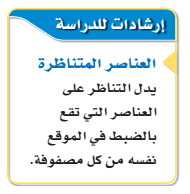 إرشادات للدراسة
العناصر المتناظرة
يدل التناظر على
العناصر التي تقع
بالضبط في الموقع
نفسه من كل مصفوفة.